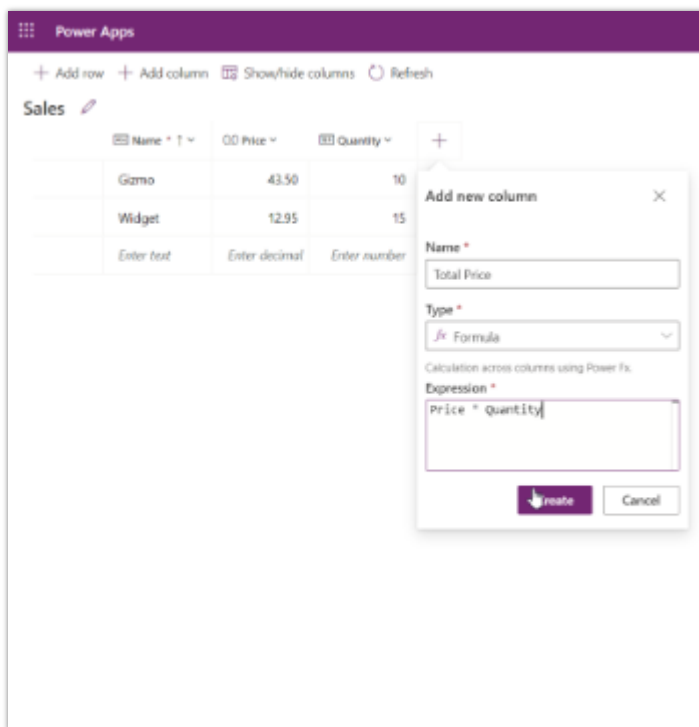 Power Apps
Add row Add column Show/hide columns Refresh
Sales
Name * Price Quantity
Gizmo 43.50 10
Widget 12.95 15
Enter text Enter decimal Enter number
Add new column
Name *
Total Price
Type *
fx Formula
Calculation across columns using Power Fx.
Expression *
Price * Quantity
Create Cancel